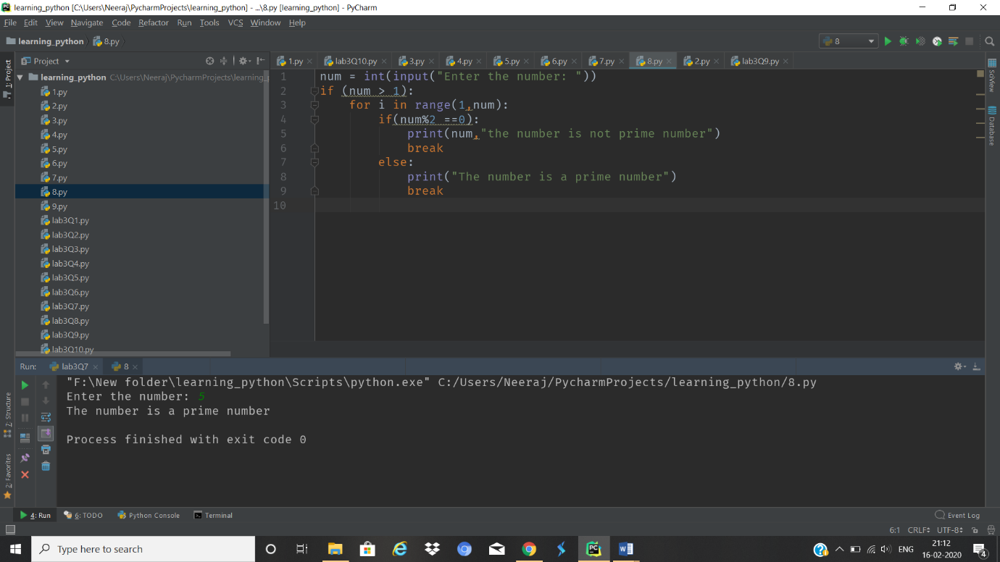 learning_python [C:\Users\Neeraj\PycharmProjects\learning_python] - ...\8.py [learning_python] - PyCharm
File Edit View Navigate Code Refactor Run Tools VCS Window Help
learning_python 8.py
8
Project
1.py lab3Q10.py 3.py 4.py 5.py 6.py 7.py 8.py 2.py lab3Q9.py
1: Project
learning_python C:\Users\Neeraj\PycharmProjects\learning_
1.py
2.py
3.py
4.py
5.py
6.py
7.py
8.py
9.py
lab3Q1.py
lab3Q2.py
lab3Q3.py
lab3Q4.py
lab3Q5.py
lab3Q6.py
lab3Q7.py
lab3Q8.py
lab3Q9.py
lab3Q10.py
1 num = int(input("Enter the number: "))
2 if (num > 1):
3 for i in range(1,num):
4 if(num%2 ==0):
5 print(num,"the number is not prime number")
6 break
7 else:
8 print("The number is a prime number")
9 break
10
SciView
Database
Run: lab3Q7 8
"F:\New folder\learning_python\Scripts\python.exe" C:/Users/Neeraj/PycharmProjects/learning_python/8.py
Enter the number: 5
The number is a prime number
Process finished with exit code 0
7: Structure
2: Favorites
4: Run 6: TODO Python Console Terminal Event Log
6:1 CRLF UTF-8
Type here to search
ENG
21:12
16-02-2020
4